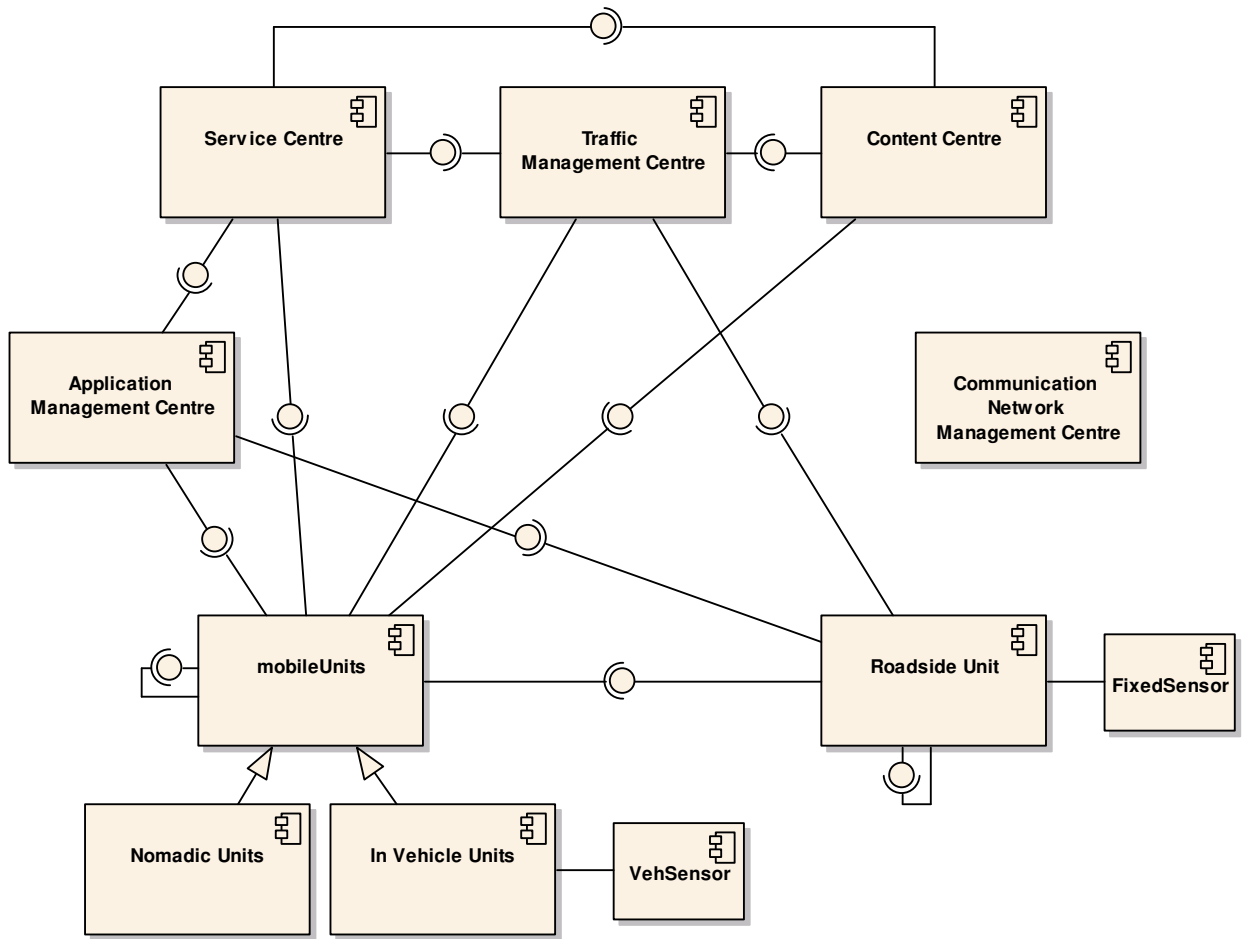 Service Centre
Traffic
Management Centre
Content Centre
Application
Management Centre
Communication
Network
Management Centre
mobileUnits
Roadside Unit
FixedSensor
Nomadic Units
In Vehicle Units
VehSensor